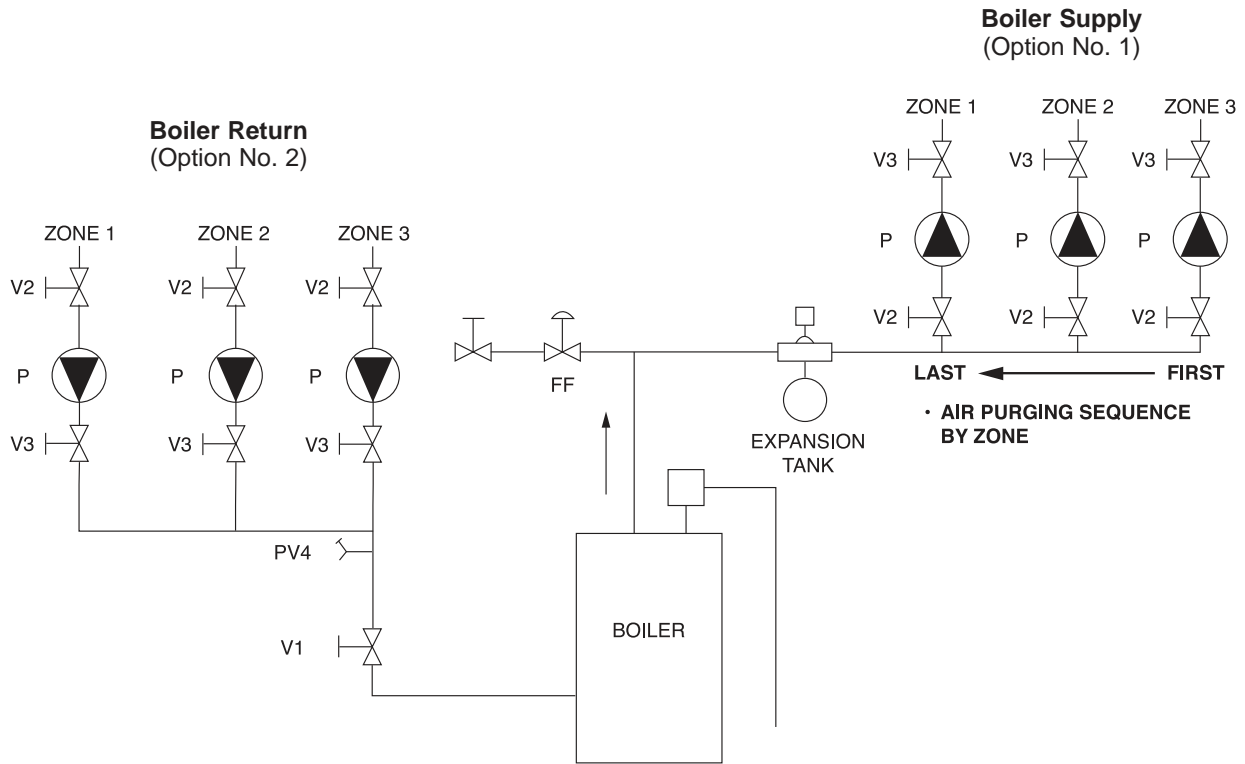 Boiler Supply
(Option No. 1)
ZONE 1 ZONE 2 ZONE 3
V3 V3 V3
P P P
V2 V2 V2
LAST FIRST
· AIR PURGING SEQUENCE
BY ZONE
Boiler Return
(Option No. 2)
ZONE 1 ZONE 2 ZONE 3
V2 V2 V2
P P P
V3 V3 V3
PV4
V1
FF
EXPANSION
TANK
BOILER